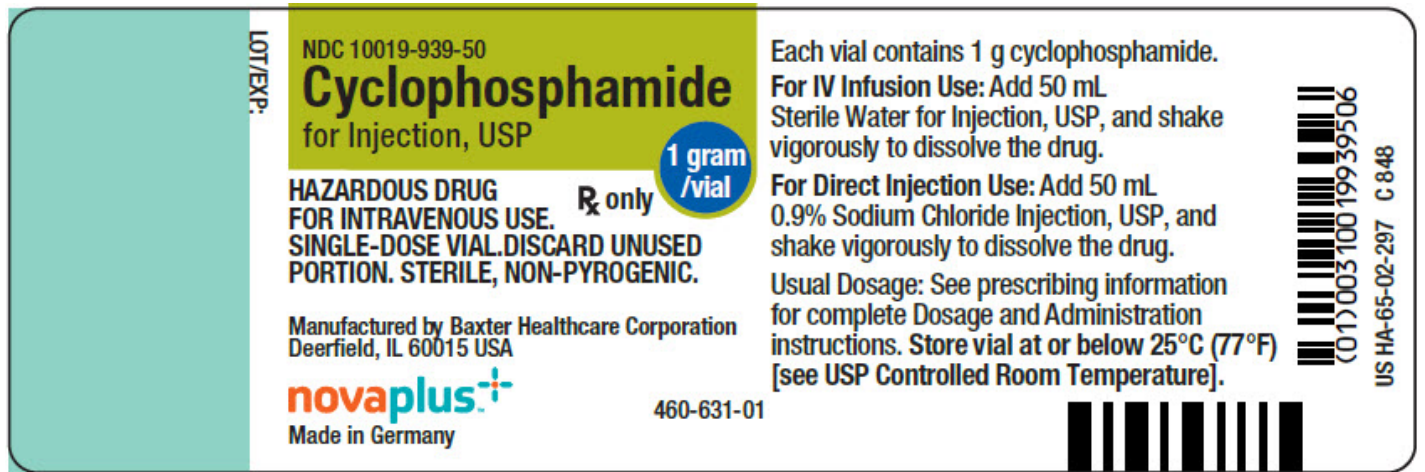 LOT/EXP:
NDC 10019-939-50
Cyclophosphamide
for Injection, USP
1 gram
/vial
HAZARDOUS DRUG
℞ only
FOR INTRAVENOUS USE.
SINGLE-DOSE VIAL.DISCARD UNUSED
PORTION. STERILE, NON-PYROGENIC.
Manufactured by Baxter Healthcare Corporation
Deerfield, IL 60015 USA
novaplus™
460-631-01
Made in Germany
Each vial contains 1 g cyclophosphamide.
For IV Infusion Use: Add 50 mL
Sterile Water for Injection, USP, and shake
vigorously to dissolve the drug.
For Direct Injection Use: Add 50 mL
0.9% Sodium Chloride Injection, USP, and
shake vigorously to dissolve the drug.
Usual Dosage: See prescribing information
for complete Dosage and Administration
instructions. Store vial at or below 25°C (77°F)
[see USP Controlled Room Temperature].
(01)00310019939506
US HA-65-02-297 C 848